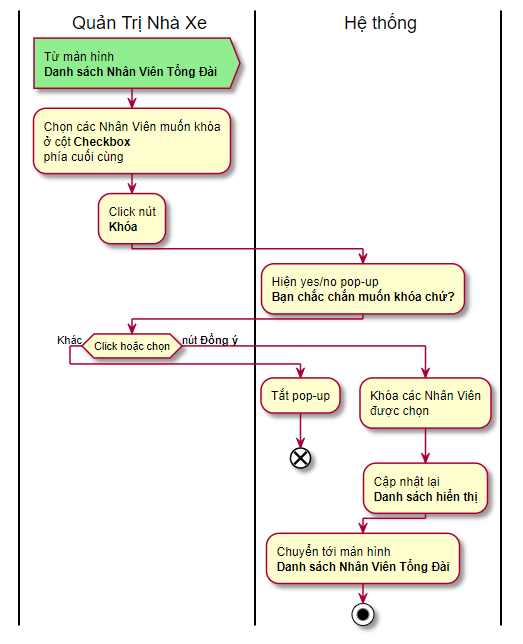 Quản Trị Nhà Xe
Hệ thống
Từ màn hình
Danh sách Nhân Viên Tổng Đài
Chọn các Nhân Viên muốn khóa
ở cột Checkbox
phía cuối cùng
Click nút
Khóa
Hiện yes/no pop-up
Bạn chắc chắn muốn khóa chứ?
Khác
Click hoặc chọn
nút Đồng ý
Tắt pop-up
Khóa các Nhân Viên
được chọn
Cập nhật lại
Danh sách hiển thị
Chuyển tới màn hình
Danh sách Nhân Viên Tổng Đài